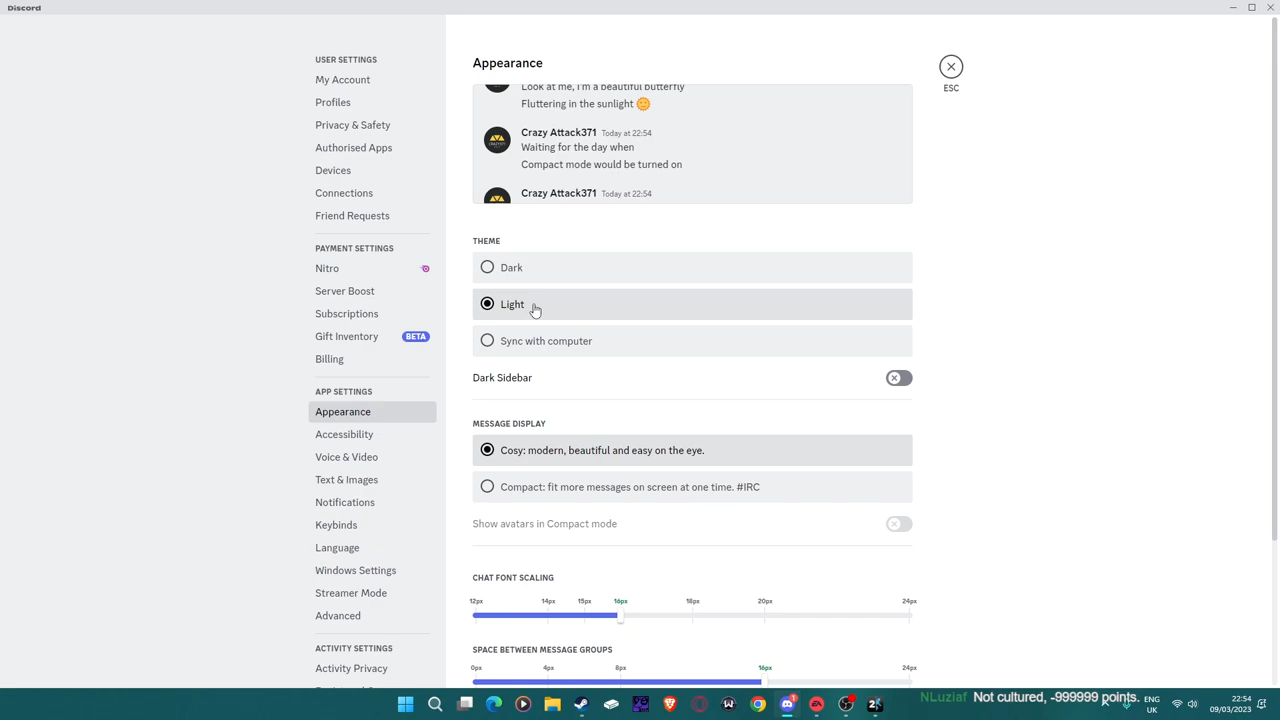 Discord
USER SETTINGS
My Account
Profiles
Privacy & Safety
Authorised Apps
Devices
Connections
Friend Requests
PAYMENT SETTINGS
Nitro
Server Boost
Subscriptions
Gift Inventory BETA
Billing
APP SETTINGS
Appearance
Accessibility
Voice & Video
Text & Images
Notifications
Keybinds
Language
Windows Settings
Streamer Mode
Advanced
ACTIVITY SETTINGS
Activity Privacy
Appearance
ESC
Look at me, I'm a beautiful butterfly
Fluttering in the sunlight 🌞
Crazy Attack371 Today at 22:54
Waiting for the day when
Compact mode would be turned on
Crazy Attack371 Today at 22:54
THEME
Dark
Light
Sync with computer
Dark Sidebar
MESSAGE DISPLAY
Cosy: modern, beautiful and easy on the eye.
Compact: fit more messages on screen at one time. #IRC
Show avatars in Compact mode
CHAT FONT SCALING
12px 14px 15px 16px 18px 20px 24px
SPACE BETWEEN MESSAGE GROUPS
0px 4px 8px 16px 24px
NLuziaf Not cultured, -999999 points.
ENG
UK
22:54
09/03/2023